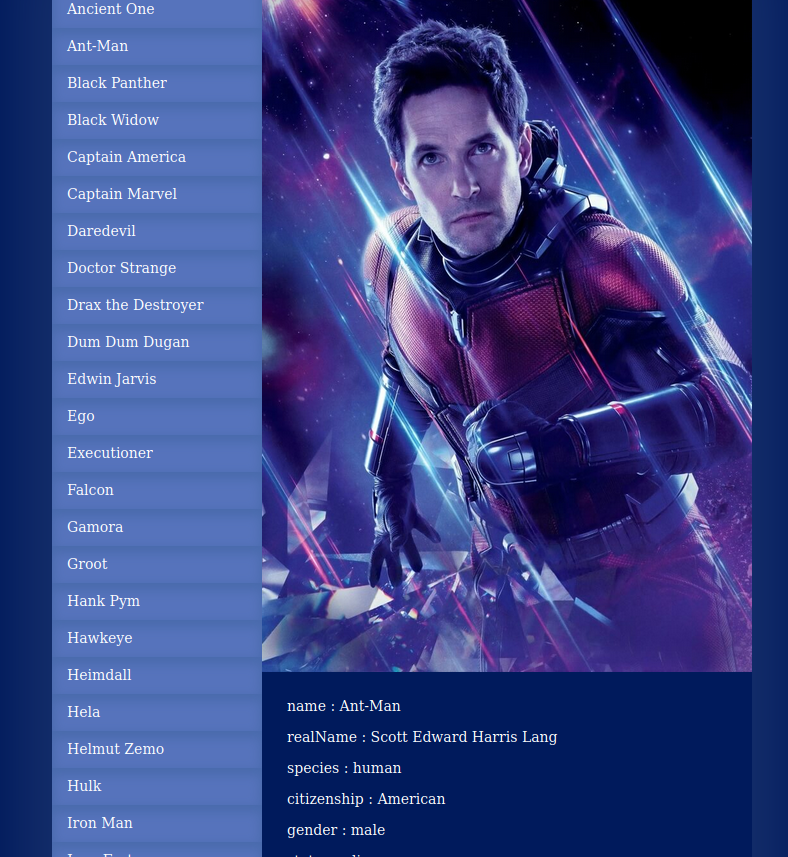 Ancient One
Ant-Man
Black Panther
Black Widow
Captain America
Captain Marvel
Daredevil
Doctor Strange
Drax the Destroyer
Dum Dum Dugan
Edwin Jarvis
Ego
Executioner
Falcon
Gamora
Groot
Hank Pym
Hawkeye
Heimdall
Hela
Helmut Zemo
Hulk
Iron Man
name : Ant-Man
realName : Scott Edward Harris Lang
species : human
citizenship : American
gender : male